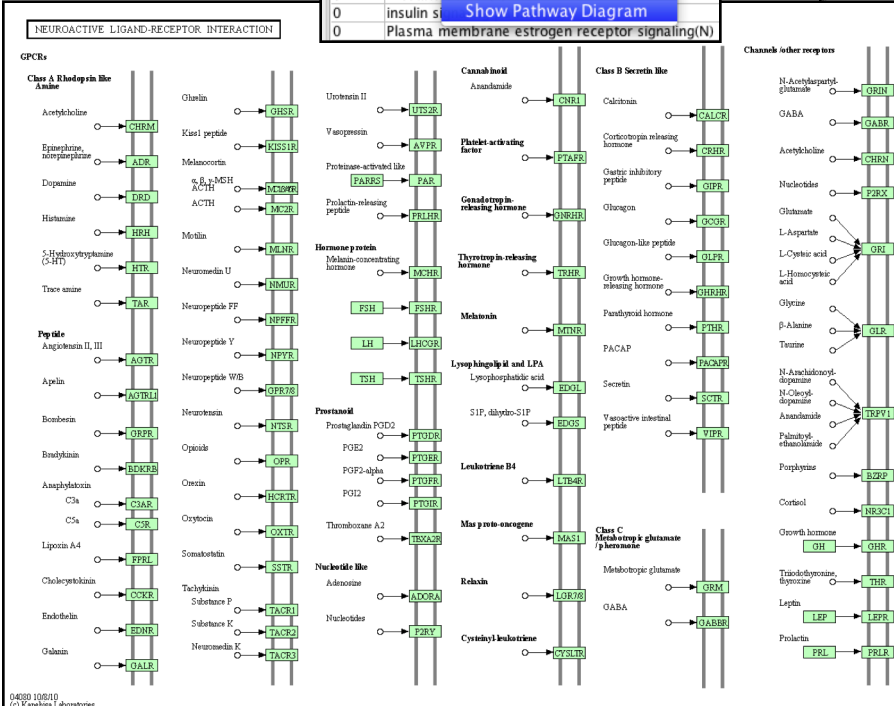 0 insulin si Show Pathway Diagram
0 Plasma membrane estrogen receptor signaling(N)
NEUROACTIVE LIGAND-RECEPTOR INTERACTION
GPCRs
Class A Rhodopsin like
Amine
Acetylcholine
CHRM
Epinephrine,
norepinephrine
ADR
Dopamine
DRD
Histamine
HRH
5-Hydroxytryptamine
(5-HT)
HTR
Trace amine
TAR
Peptide
Angiotensin II, III
AGTR
Apelin
AGTRL1
Bombesin
GRPR
Bradykinin
BDKRB
Anaphylatoxin
C3a
C3AR
C5a
C5R
Lipoxin A4
FPRL
Cholecystokinin
CCKR
Endothelin
EDNR
Galanin
GALR
Ghrelin
GHSR
Kiss1 peptide
KISS1R
Melanocortin
α, β, γ-MSH
ACTH
ACTH
MC2R
Motilin
MLNR
Neuromedin U
NMUR
Neuropeptide FF
NPFFR
Neuropeptide Y
NPYR
Neuropeptide W/B
GPR7/8
Neurotensin
NTSR
Opioids
OPR
Orexin
HCRTR
Oxytocin
OXTR
Somatostatin
SSTR
Tachykinin
Substance P
TACR1
Substance K
TACR2
Neuromedin K
TACR3
Urotensin II
UTS2R
Vasopressin
AVPR
Proteinase-activated like
PARRS
PAR
Prolactin-releasing
peptide
PRLHR
Hormone protein
Melanin-concentrating
hormone
MCHR
FSH
FSHR
LH
LHCGR
TSH
TSHR
Prostanoid
Prostaglandin PGD2
PTGDR
PGE2
PTGER
PGF2-alpha
PTGFR
PGI2
PTGIR
Thromboxane A2
TBXA2R
Nucleotide like
Adenosine
ADORA
Nucleotides
P2RY
Cannabinoid
Anandamide
CNR1
Platelet-activating
factor
PTAFR
Gonadotropin-
releasing hormone
GNRHR
Thyrotropin-releasing
hormone
TRHR
Melatonin
MTNR
Lysophingolipid and LPA
Lysophosphatidic acid
EDGL
S1P, dihydro-S1P
EDGS
Leukotriene B4
LTB4R
Mas proto-oncogene
MAS1
Relaxin
LGR7/8
Cysteinyl-leukotriene
CYSLTR
Class B Secretin like
Calcitonin
CALCR
Corticotropin releasing
hormone
CRHR
Gastric inhibitory
peptide
GIPR
Glucagon
GCGR
Glucagon-like peptide
GLPR
Growth hormone-
releasing hormone
GHRHR
Parathyroid hormone
PTHR
PACAP
PACAPR
Secretin
SCTR
Vasoactive intestinal
peptide
VIPR
Class C
Metabotropic glutamate
/ pheromone
Metabotropic glutamate
GRM
GABA
GABBR
Channels /other receptors
N-Acetylaspartyl-
glutamate
GRIN
GABA
GABR
Acetylcholine
CHRN
Nucleotides
P2RX
Glutamate
L-Aspartate
L-Cysteic acid
L-Homocysteic
acid
GRI
Glycine
β-Alanine
Taurine
GLR
N-Arachidonoyl-
dopamine
N-Oleoyl-
dopamine
Anandamide
Palmitoyl-
ethanolamide
TRPV1
Porphyrins
BZRP
Cortisol
NR3C1
Growth hormone
GH
GHR
Triiodothyronine,
thyroxine
THR
Leptin
LEP
LEPR
Prolactin
PRL
PRLR
04080 10/8/10
(c) Kanehisa Laboratories